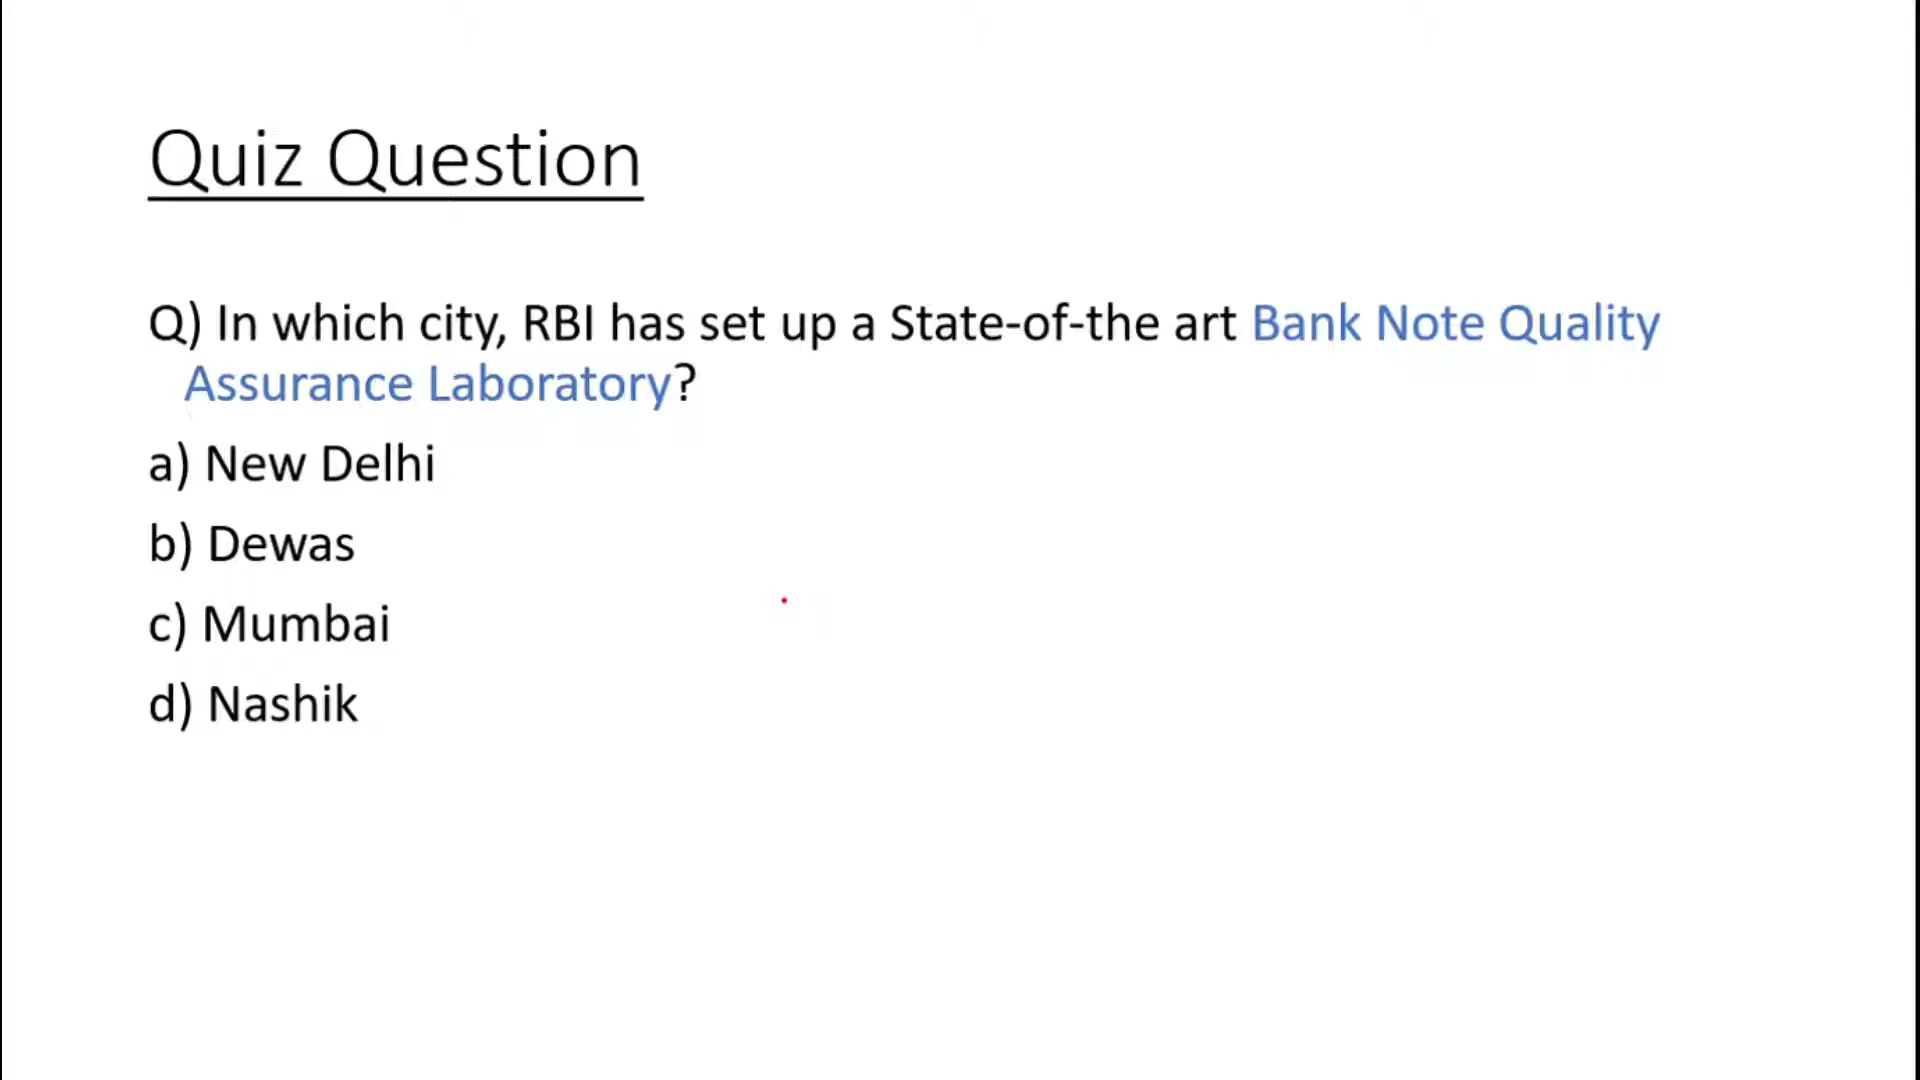 Quiz Question
Q) In which city, RBI has set up a State-of-the art Bank Note Quality
Assurance Laboratory?
a) New Delhi
b) Dewas
c) Mumbai
d) Nashik